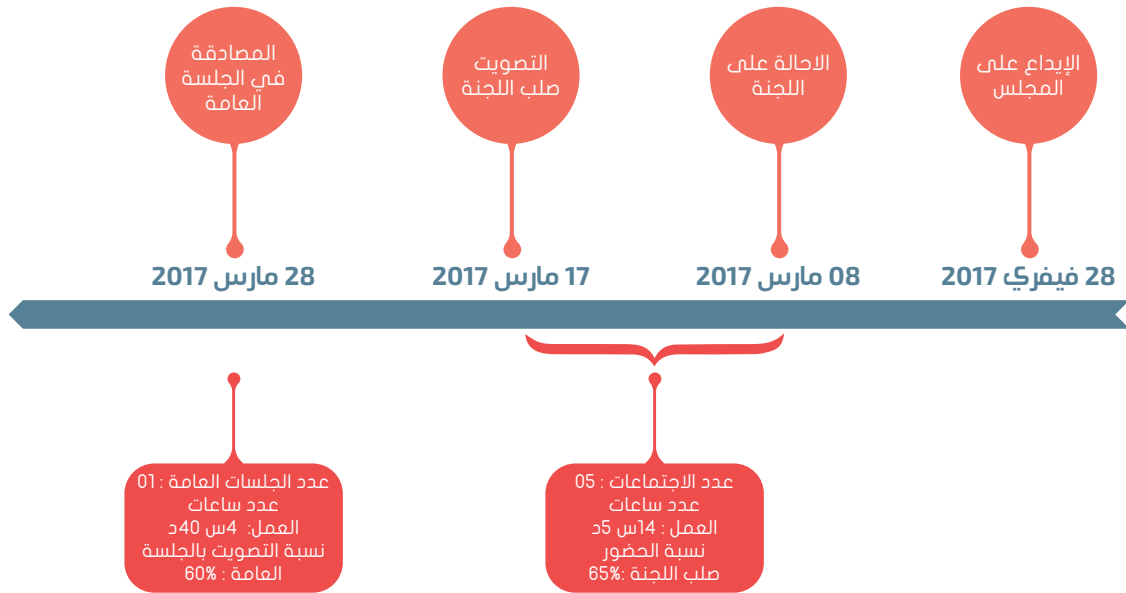 الإيداع على
المجلس
الاحالة على
اللجنة
التصويت
صلب اللجنة
المصادقة
في الجلسة
العامة
28 فيفري 2017
08 مارس 2017
17 مارس 2017
28 مارس 2017
عدد الاجتماعات : 05
عدد ساعات
العمل : 14س 5د
نسبة الحضور
صلب اللجنة :65%
عدد الجلسات العامة : 01
عدد ساعات
العمل: 4س 40د
نسبة التصويت بالجلسة
العامة : 60%